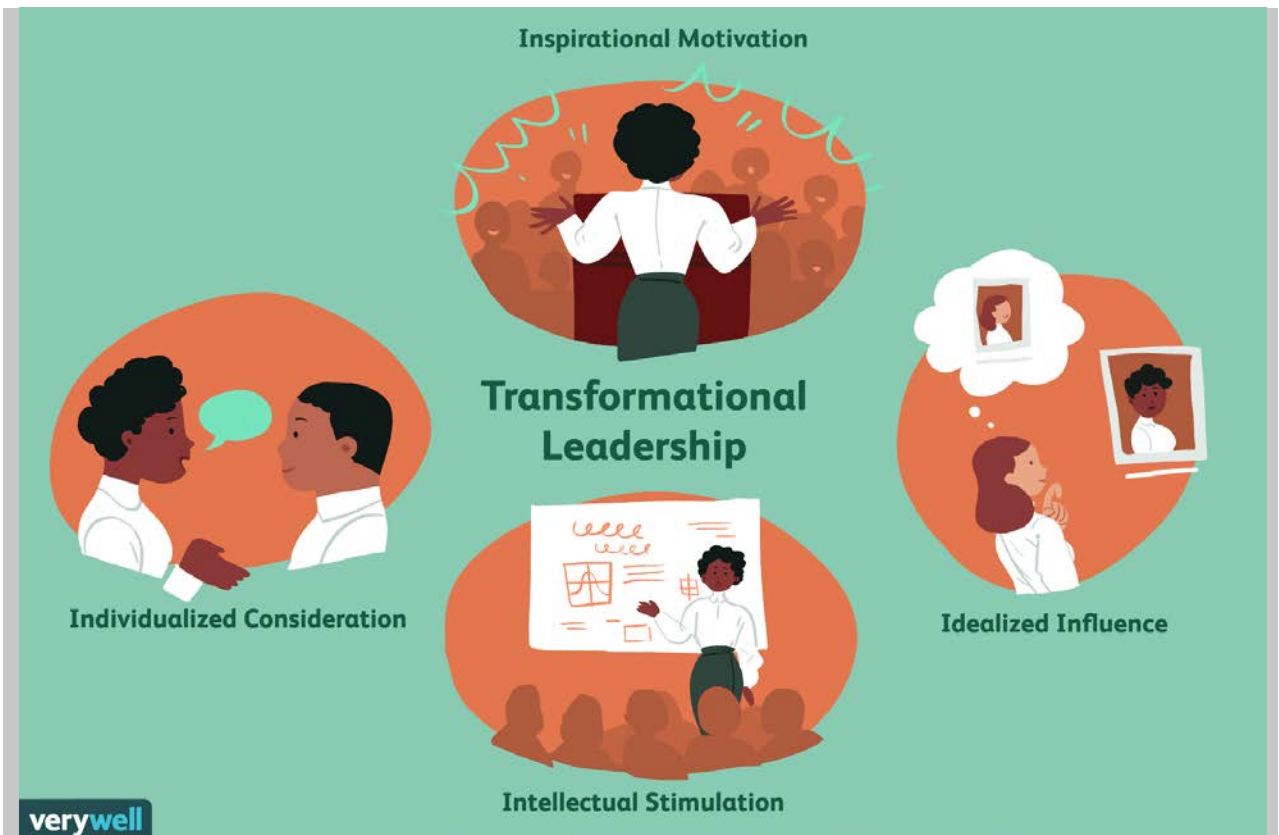 Inspirational Motivation
Transformational
Leadership
Individualized Consideration
Idealized Influence
Intellectual Stimulation
verywell